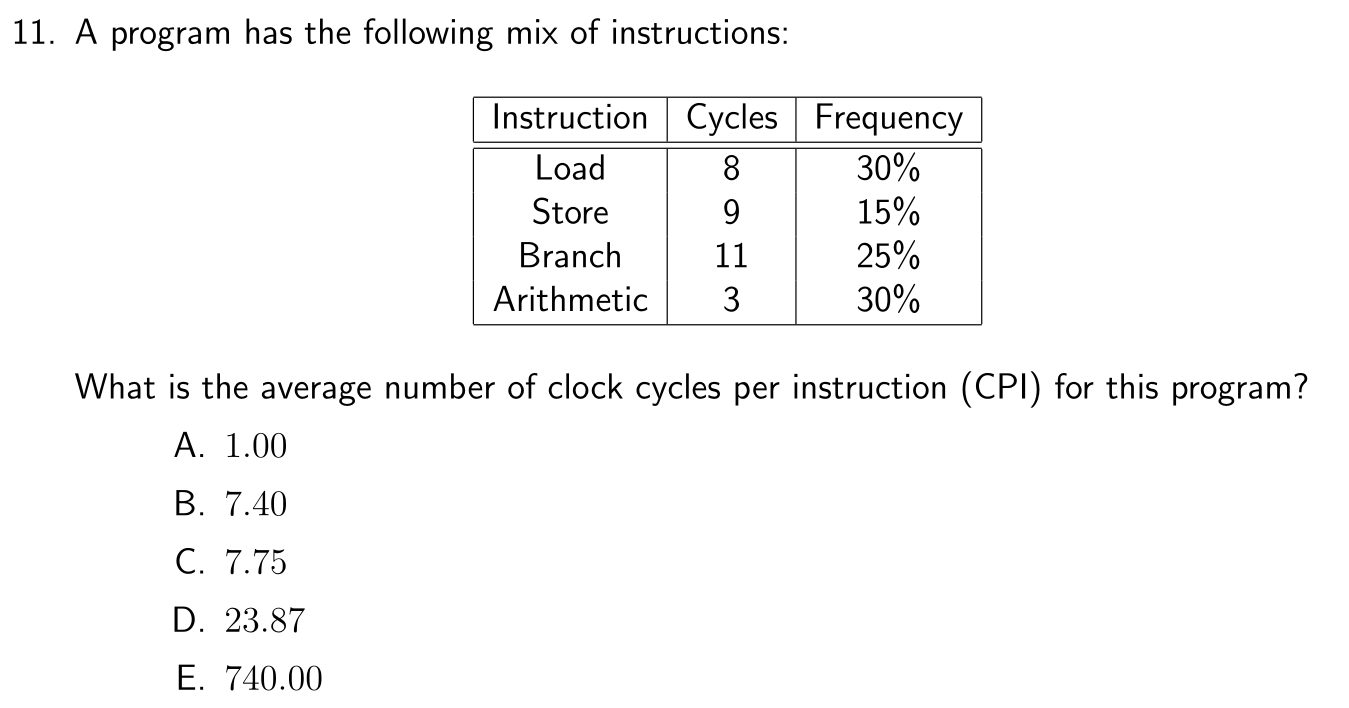 11. A program has the following mix of instructions:
Instruction Cycles Frequency
Load 8 30%
Store 9 15%
Branch 11 25%
Arithmetic 3 30%
What is the average number of clock cycles per instruction (CPI) for this program?
A. 1.00
B. 7.40
C. 7.75
D. 23.87
E. 740.00